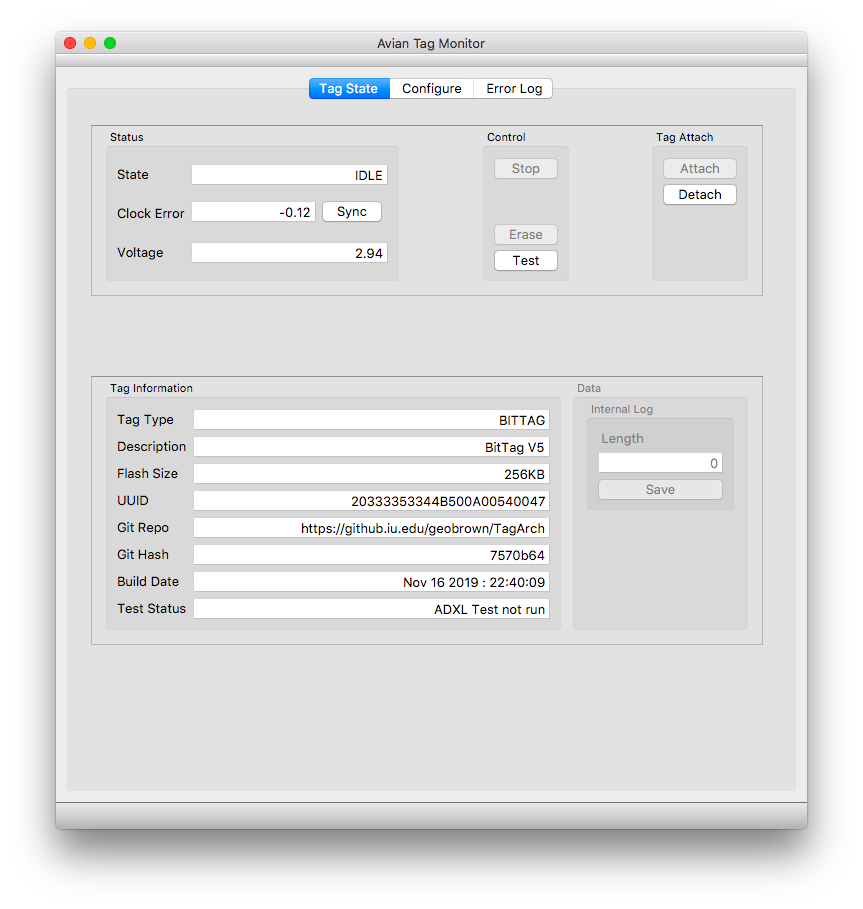 Avian Tag Monitor
Tag State Configure Error Log
Status
State IDLE
Clock Error -0.12 Sync
Voltage 2.94
Control
Stop
Erase
Test
Tag Attach
Attach
Detach
Tag Information
Tag Type BITTAG
Description BitTag V5
Flash Size 256KB
UUID 20333353344B500A00540047
Git Repo https://github.iu.edu/geobrown/TagArch
Git Hash 7570b64
Build Date Nov 16 2019 : 22:40:09
Test Status ADXL Test not run
Data
Internal Log
Length
0
Save